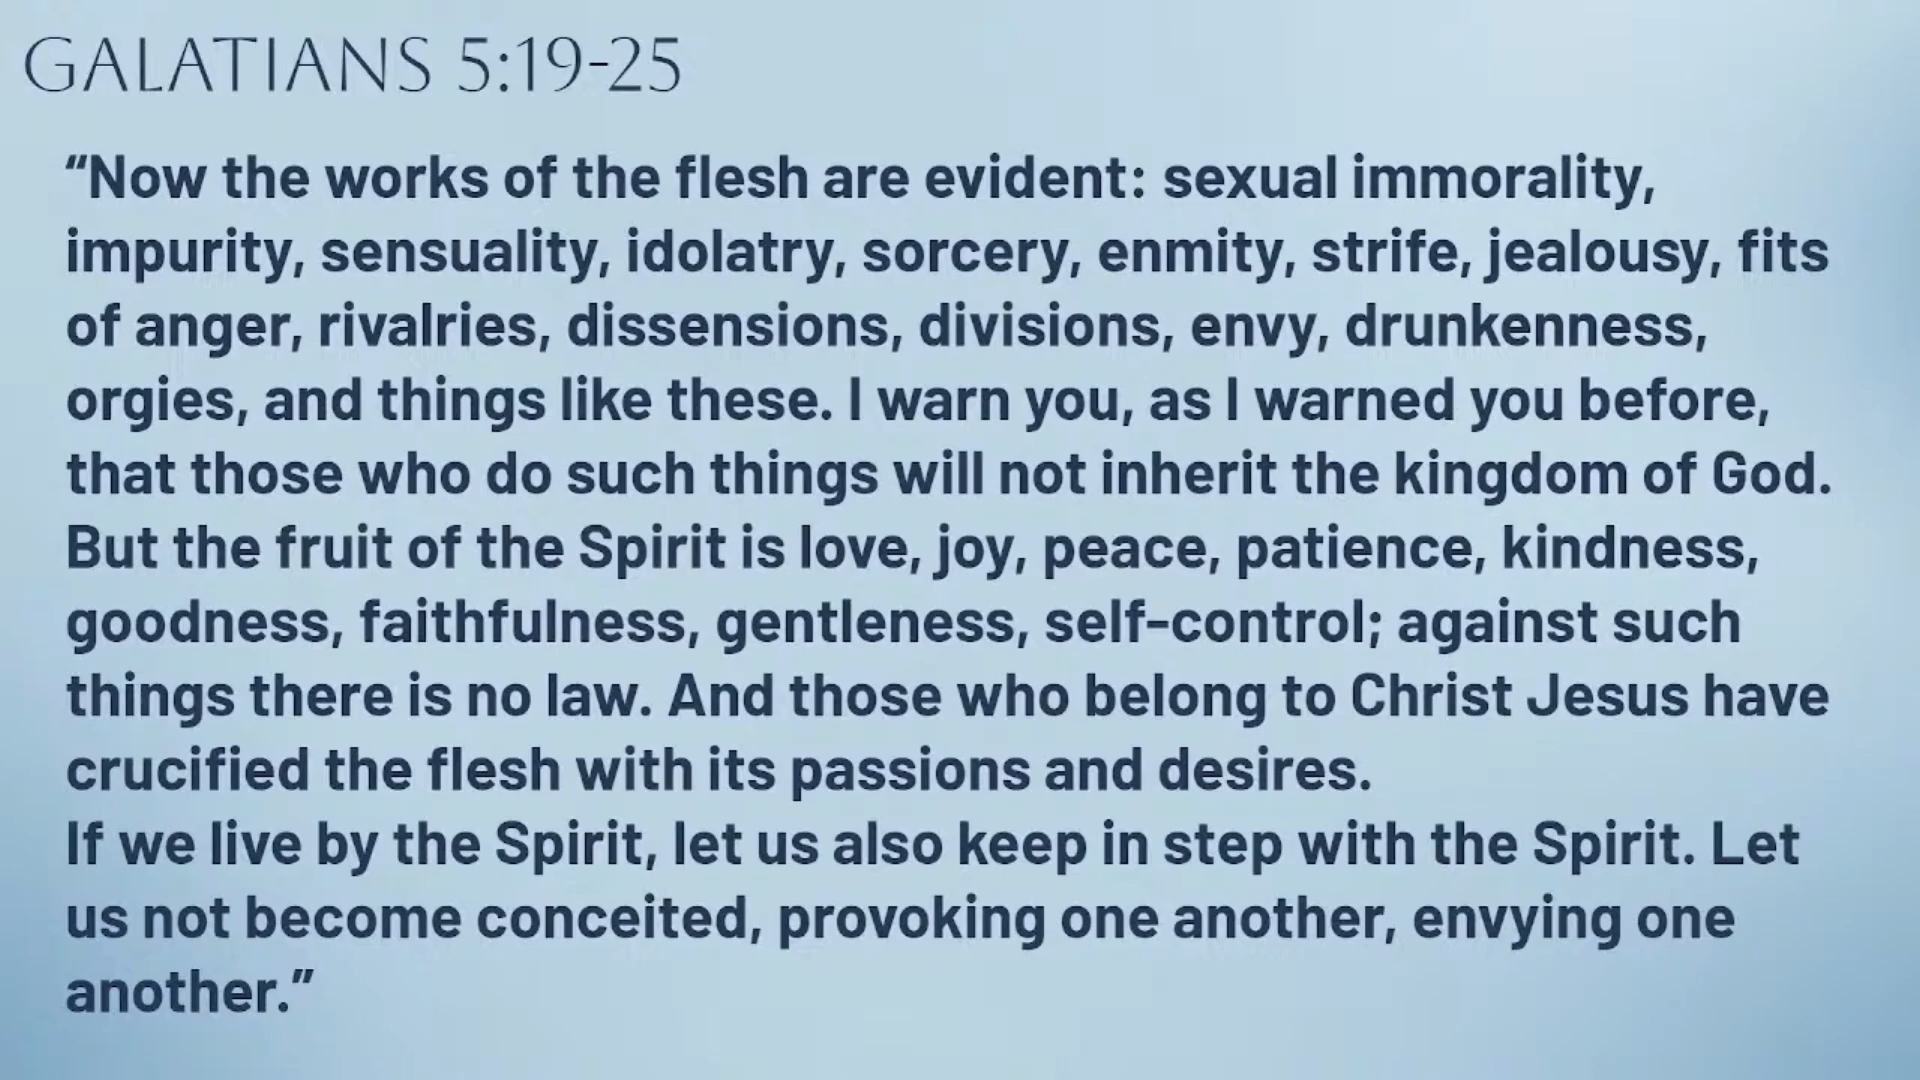 GALATIANS 5:19-25
“Now the works of the flesh are evident: sexual immorality,
impurity, sensuality, idolatry, sorcery, enmity, strife, jealousy, fits
of anger, rivalries, dissensions, divisions, envy, drunkenness,
orgies, and things like these. I warn you, as I warned you before,
that those who do such things will not inherit the kingdom of God.
But the fruit of the Spirit is love, joy, peace, patience, kindness,
goodness, faithfulness, gentleness, self-control; against such
things there is no law. And those who belong to Christ Jesus have
crucified the flesh with its passions and desires.
If we live by the Spirit, let us also keep in step with the Spirit. Let
us not become conceited, provoking one another, envying one
another.”